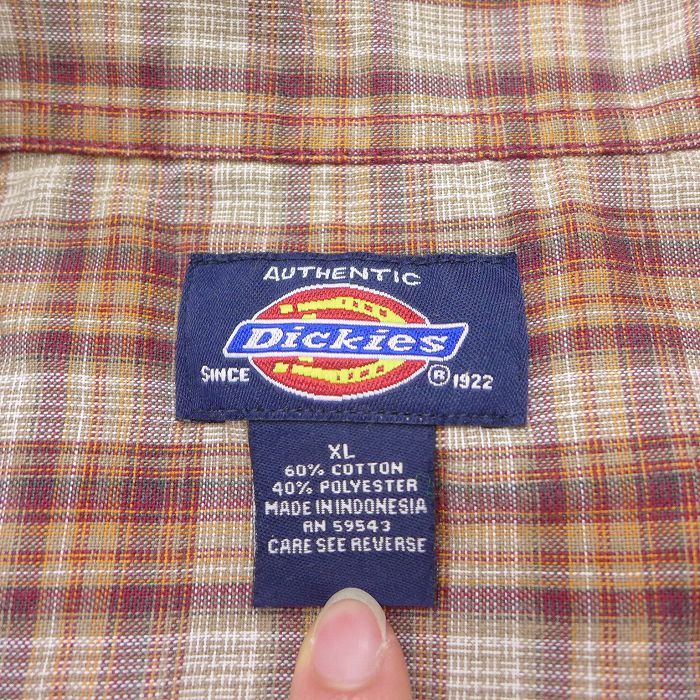 AUTHENTIC
Dickies
SINCE ® 1922
XL
60% COTTON
40% POLYESTER
MADE IN INDONESIA
RN 59543
CARE SEE REVERSE